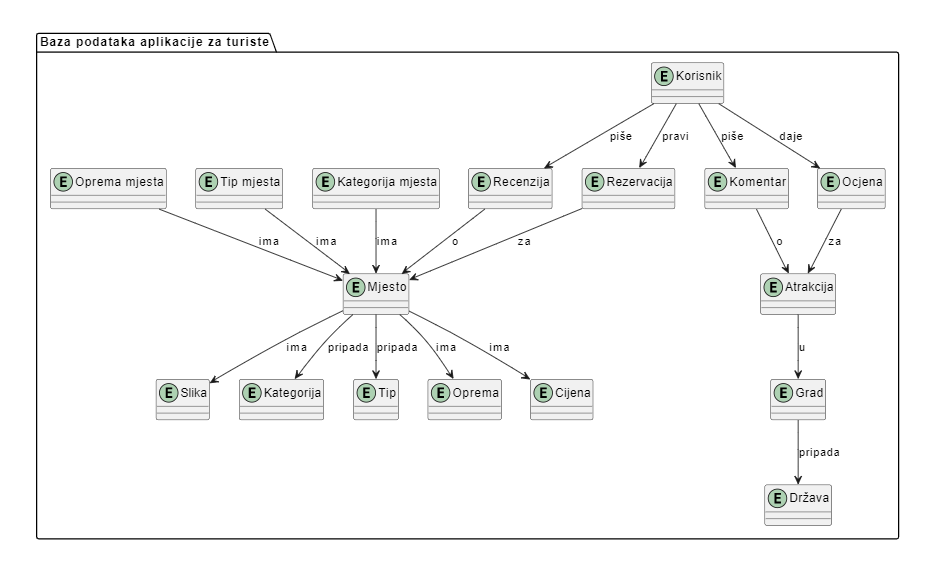 Baza podataka aplikacije za turiste
E Korisnik
piše
pravi
piše
daje
E Oprema mjesta
E Tip mjesta
E Kategorija mjesta
E Recenzija
E Rezervacija
E Komentar
E Ocjena
ima
ima
ima
o
za
o
za
E Mjesto
E Atrakcija
ima
pripada
pripada
ima
ima
u
E Slika
E Kategorija
E Tip
E Oprema
E Cijena
E Grad
pripada
E Država